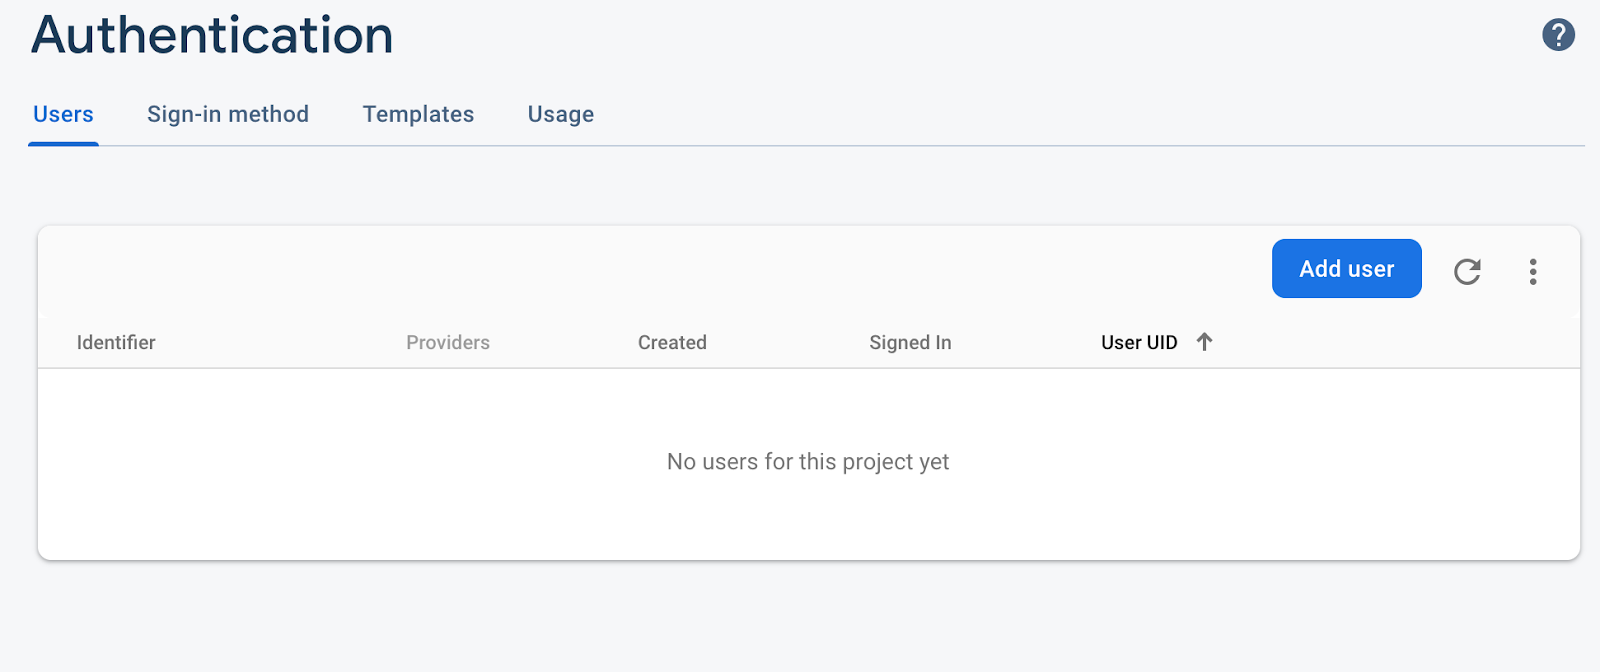 Authentication
?
Users Sign-in method Templates Usage
Add user
Identifier Providers Created Signed In User UID
No users for this project yet